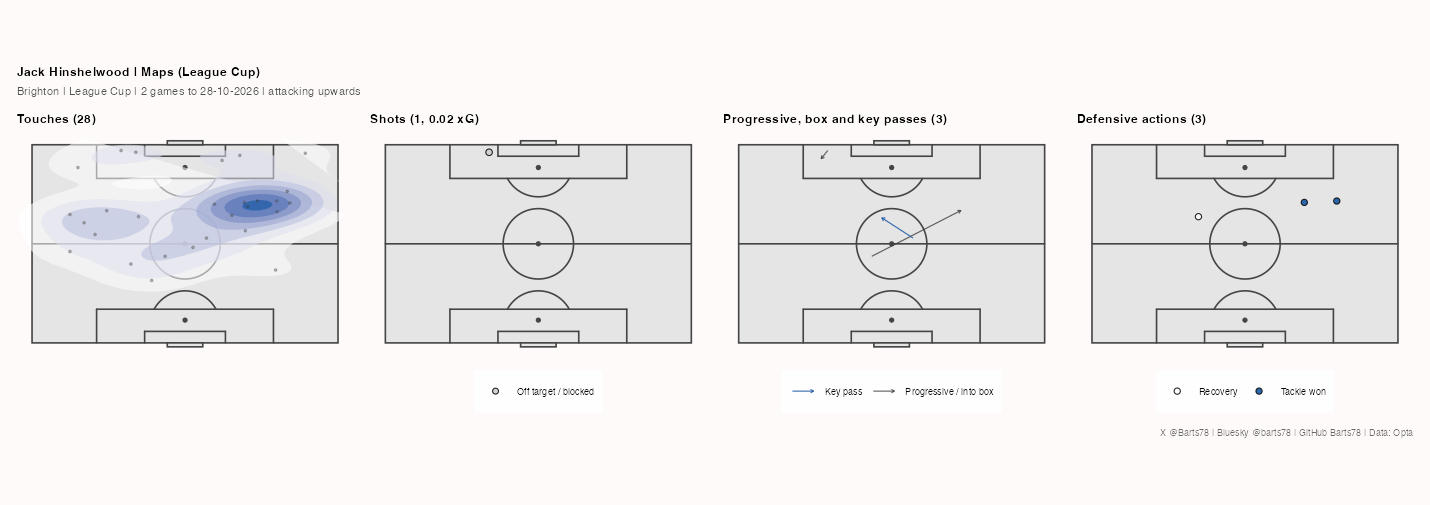 Jack Hinshelwood | Maps (League Cup)
Brighton | League Cup | 2 games to 28-10-2026 | attacking upwards
Touches (28)
Shots (1, 0.02 xG)
Progressive, box and key passes (3)
Defensive actions (3)
Off target / blocked
Key pass
Progressive / into box
Recovery
Tackle won
X @Barts78 | Bluesky @barts78 | GitHub Barts78 | Data: Opta